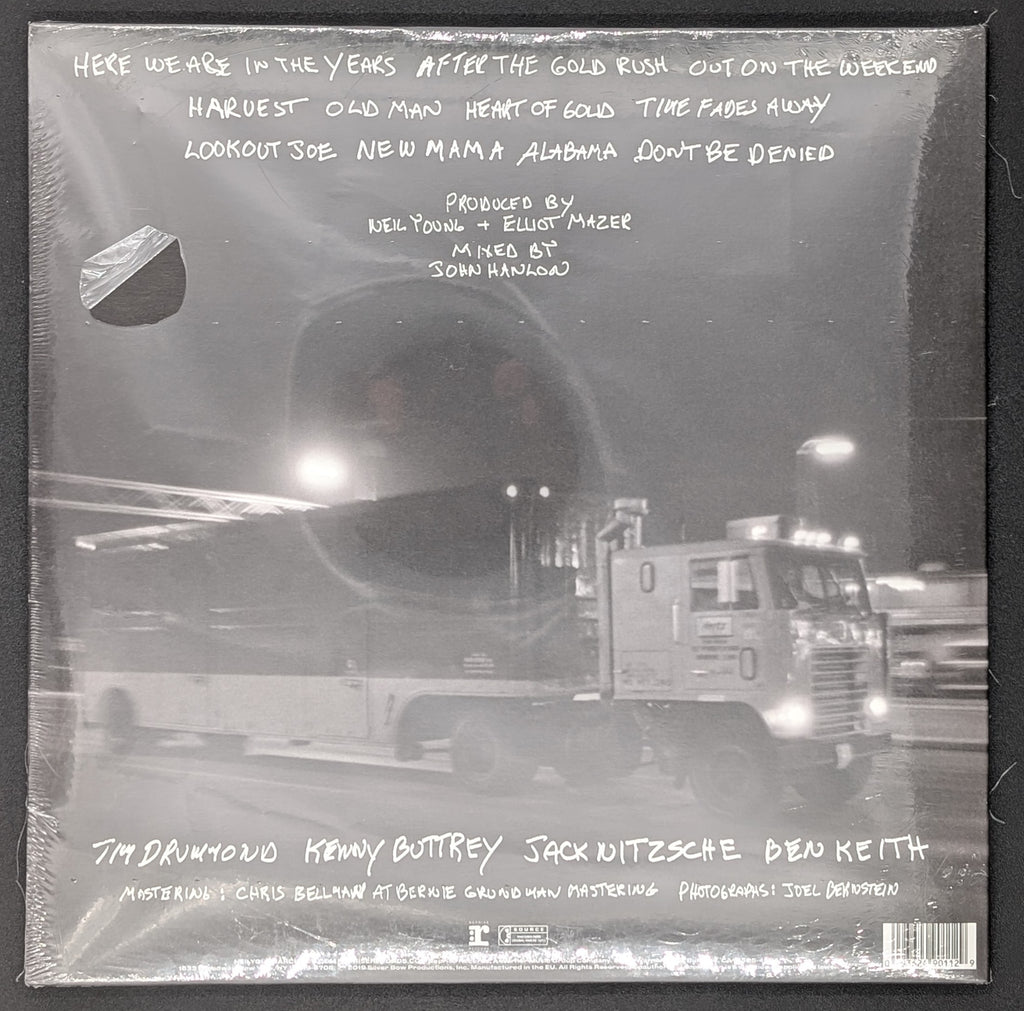 HERE WE ARE IN THE YEARS AFTER THE GOLD RUSH OUT ON THE WEEKEND
HARVEST OLD MAN HEART OF GOLD TIME FADES AWAY
LOOKOUT JOE NEW MAMA ALABAMA DON'T BE DENIED
PRODUCED BY
NEIL YOUNG + ELLIOT MAZER
MIXED BY
JOHN HANLON
TIM DRUMMOND KENNY BUTTREY JACK NITZSCHE BEN KEITH
MASTERING: CHRIS BELLMAN AT BERNIE GRUNDMAN MASTERING PHOTOGRAPHS: JOEL BERNSTEIN
r SOURCE
2019 Silver Bow Productions, Inc. Manufactured in the EU. All Rights